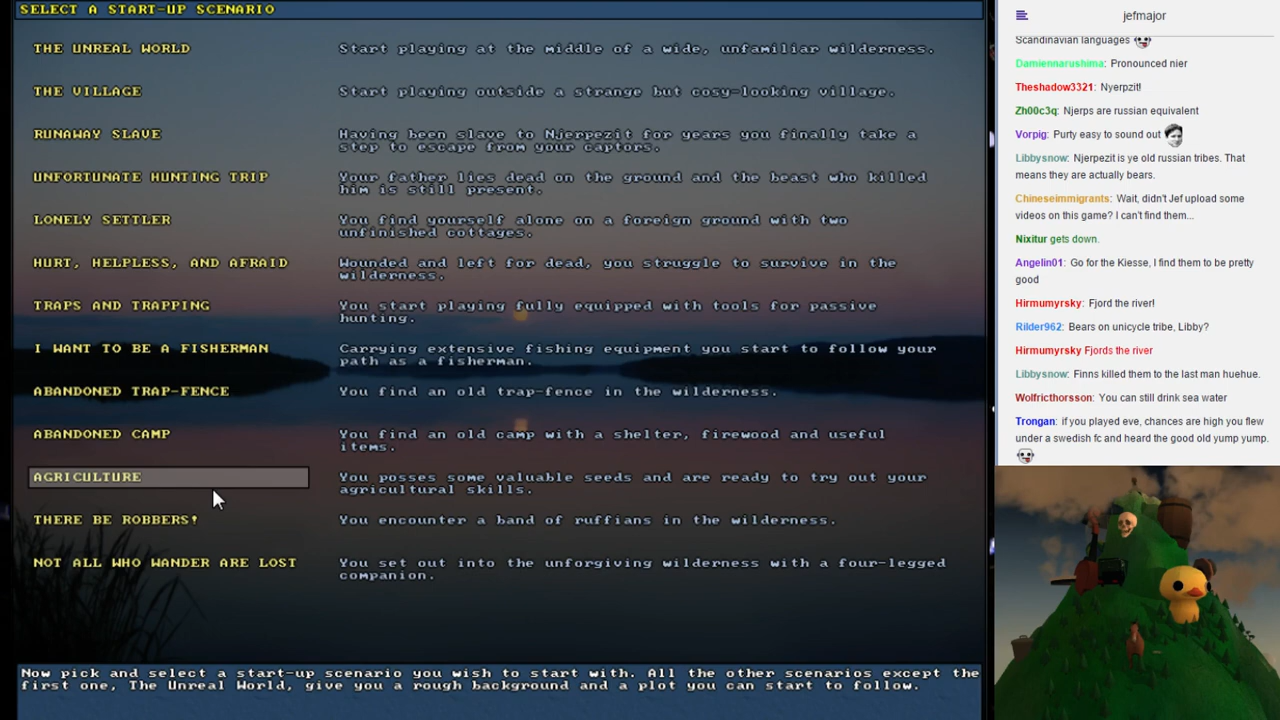 SELECT A START-UP SCENARIO
THE UNREAL WORLD
Start playing at the middle of a wide, unfamiliar wilderness.
THE VILLAGE
Start playing outside a strange but cosy-looking village.
RUNAWAY SLAVE
Having been slave to Njerpezit for years you finally take a
step to escape from your captors.
UNFORTUNATE HUNTING TRIP
Your father lies dead on the ground and the beast who killed
him is still present.
LONELY SETTLER
You find yourself alone on a foreign ground with two
unfinished cottages.
HURT, HELPLESS, AND AFRAID
Wounded and left for dead, you struggle to survive in the
wilderness.
TRAPS AND TRAPPING
You start playing fully equipped with tools for passive
hunting.
I WANT TO BE A FISHERMAN
Carrying extensive fishing equipment you start to follow your
path as a fisherman.
ABANDONED TRAP-FENCE
You find an old trap-fence in the wilderness.
ABANDONED CAMP
You find an old camp with a shelter, firewood and useful
items.
AGRICULTURE
You posses some valuable seeds and are ready to try out your
agricultural skills.
THERE BE ROBBERS!
You encounter a band of ruffians in the wilderness.
NOT ALL WHO WANDER ARE LOST
You set out into the unforgiving wilderness with a four-legged
companion.
Now pick and select a start-up scenario you wish to start with. All the other scenarios except the
first one, The Unreal World, give you a rough background and a plot you can start to follow.
jefmajor
Scandinavian languages
Damiennarushima: Pronounced nier
Theshadow3321: Nyerpzit!
Zh00c3q: Njerps are russian equivalent
Vorpig: Purty easy to sound out
Libbysnow: Njerpezit is ye old russian tribes. That
means they are actually bears.
Chineseimmigrants: Wait, didn't Jef upload some
videos on this game? I can't find them...
Nixitur gets down.
Angelin01: Go for the Kiesse, I find them to be pretty
good
Hirmumyrsky: Fjord the river!
Rilder962: Bears on unicycle tribe, Libby?
Hirmumyrsky Fjords the river
Libbysnow: Finns killed them to the last man huehue.
Wolfricthorsson: You can still drink sea water
Trongan: if you played eve, chances are high you flew
under a swedish fc and heard the good old yump yump.